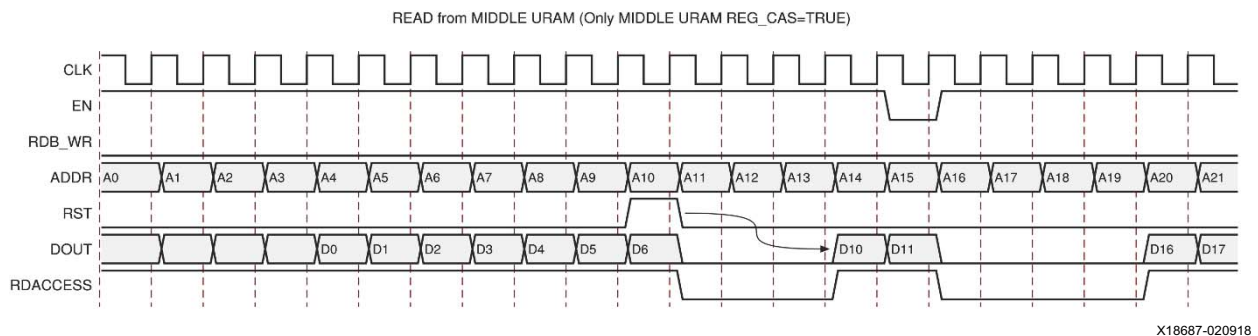 READ from MIDDLE URAM (Only MIDDLE URAM REG_CAS=TRUE)
CLK
EN
RDB_WR
ADDR A0 A1 A2 A3 A4 A5 A6 A7 A8 A9 A10 A11 A12 A13 A14 A15 A16 A17 A18 A19 A20 A21
RST
DOUT D0 D1 D2 D3 D4 D5 D6 D10 D11 D16 D17
RDACCESS
X18687-020918